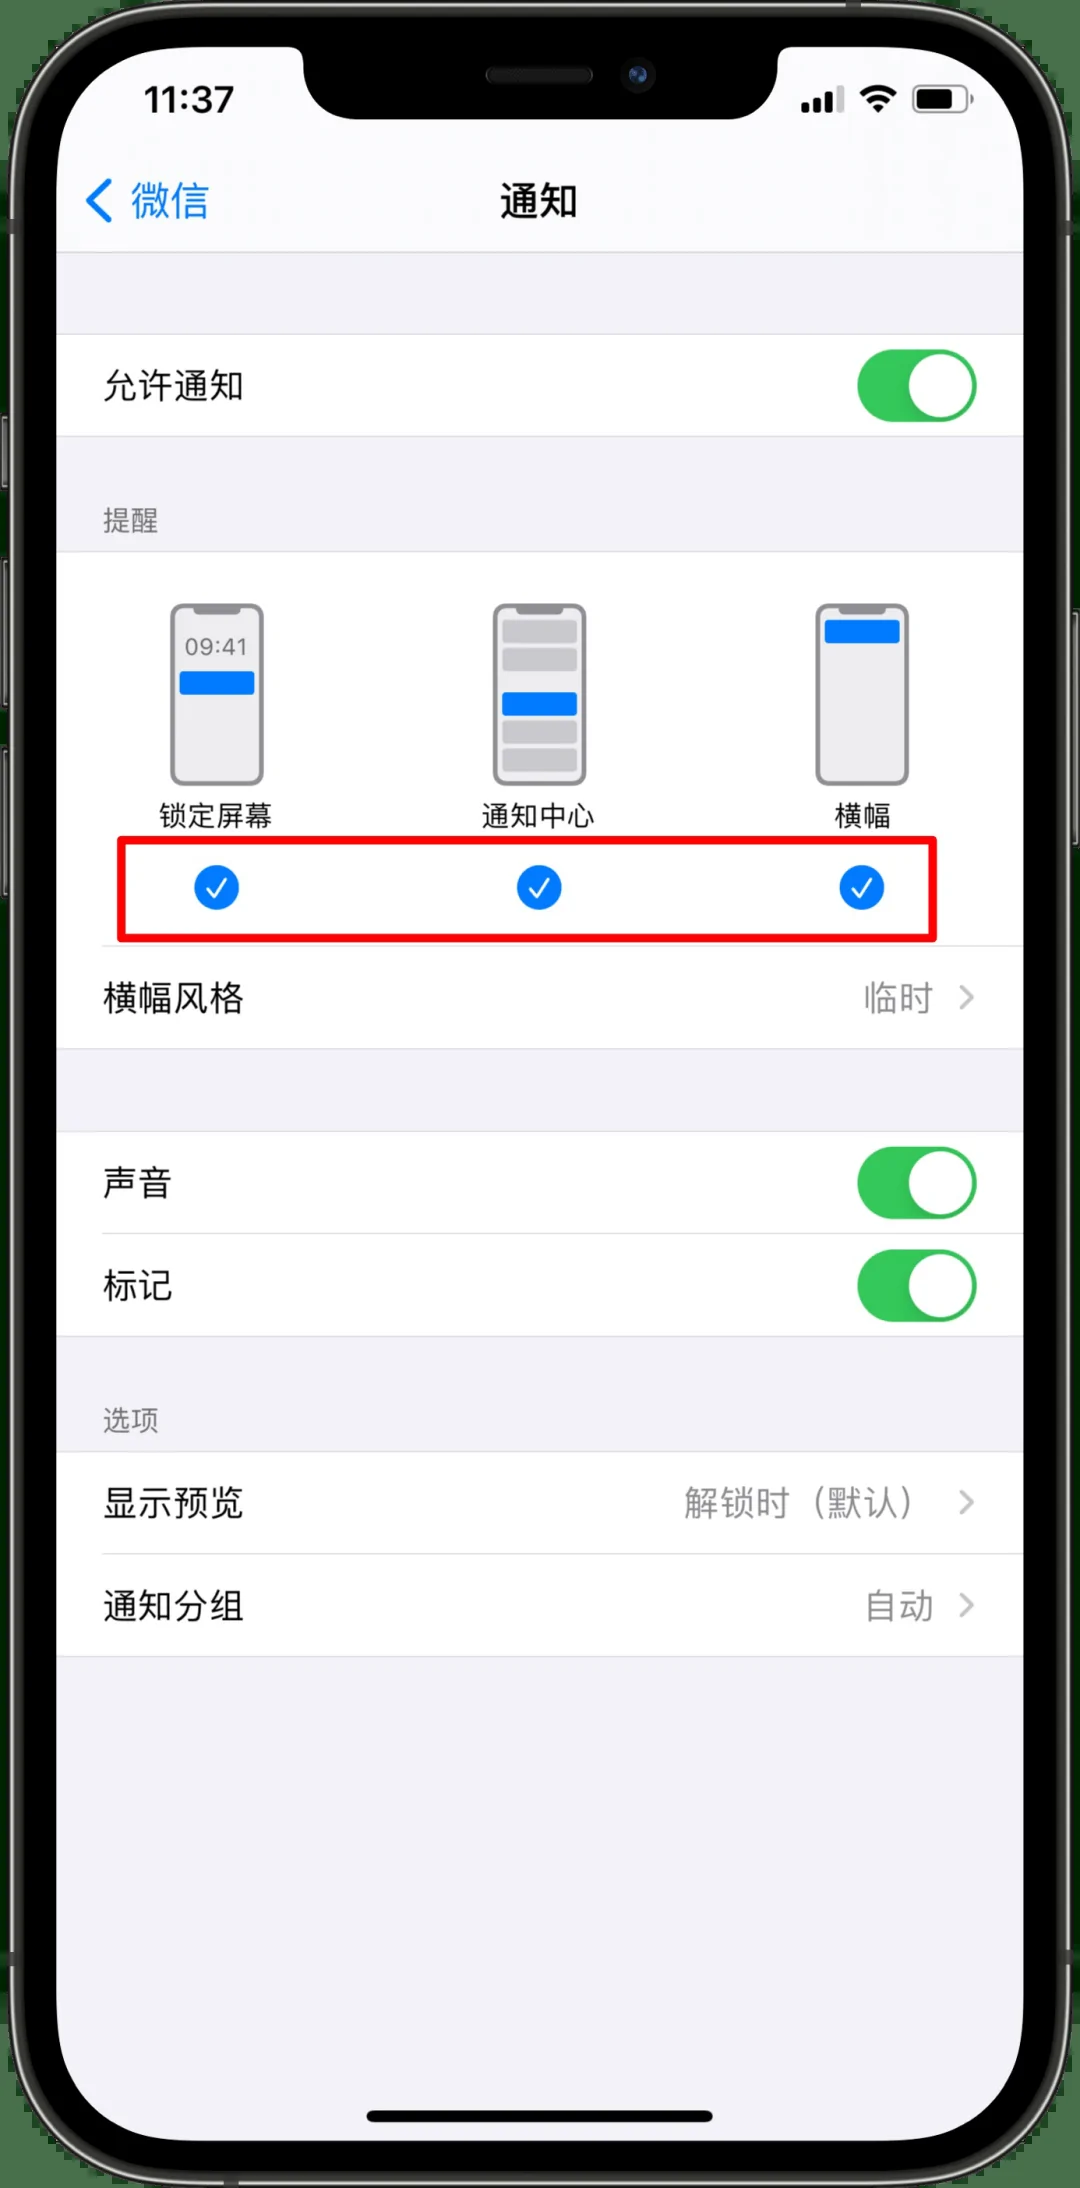 11:37
微信
通知
允许通知
提醒
09:41
锁定屏幕
通知中心
横幅
横幅风格
临时
声音
标记
选项
显示预览
解锁时（默认）
通知分组
自动